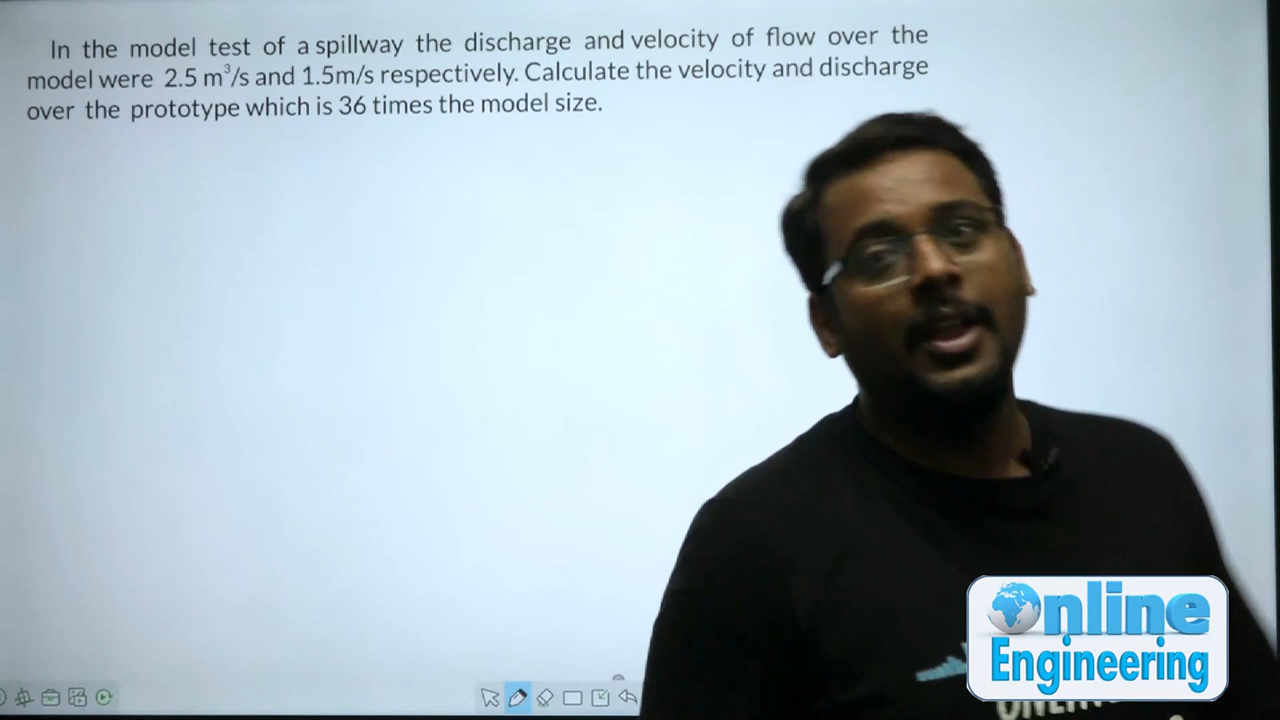 In the model test of a spillway the discharge and velocity of flow over the
model were 2.5 m³/s and 1.5m/s respectively. Calculate the velocity and discharge
over the prototype which is 36 times the model size.
Online
Engineering